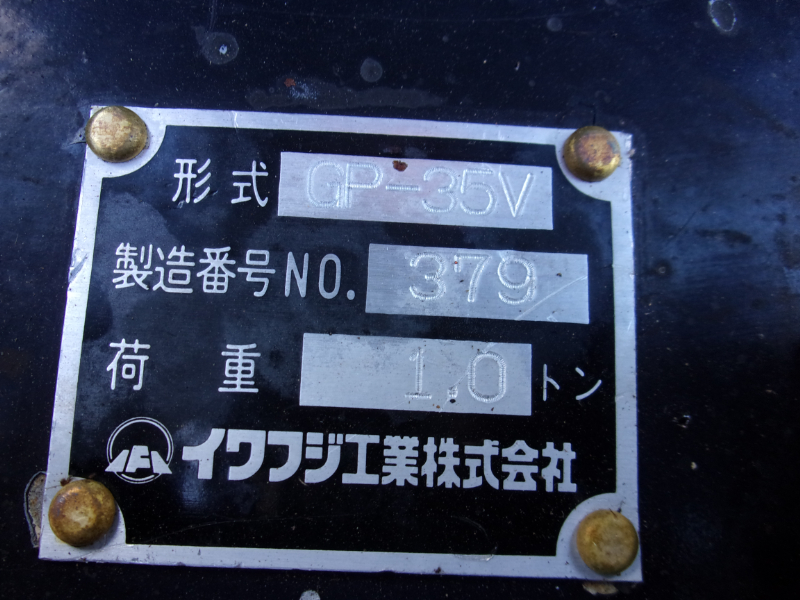 形式 GP-35V
製造番号NO. 379
荷重 1.0 トン
イワフジ工業株式会社